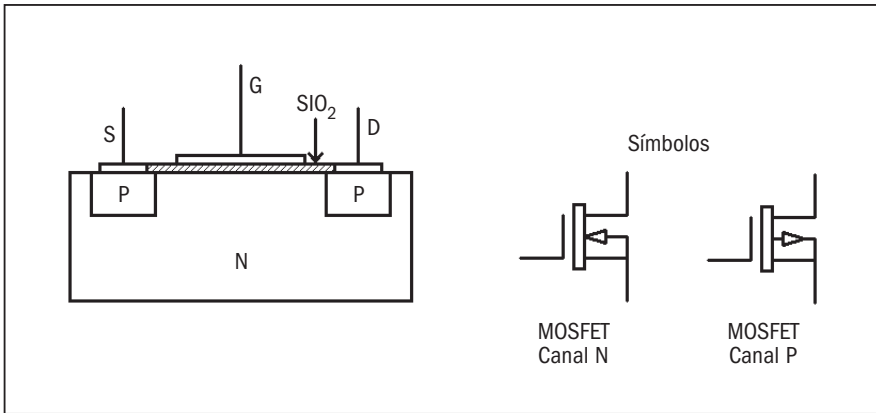 G
SIO2
S
D
P
P
N
Símbolos
MOSFET
Canal N
MOSFET
Canal P